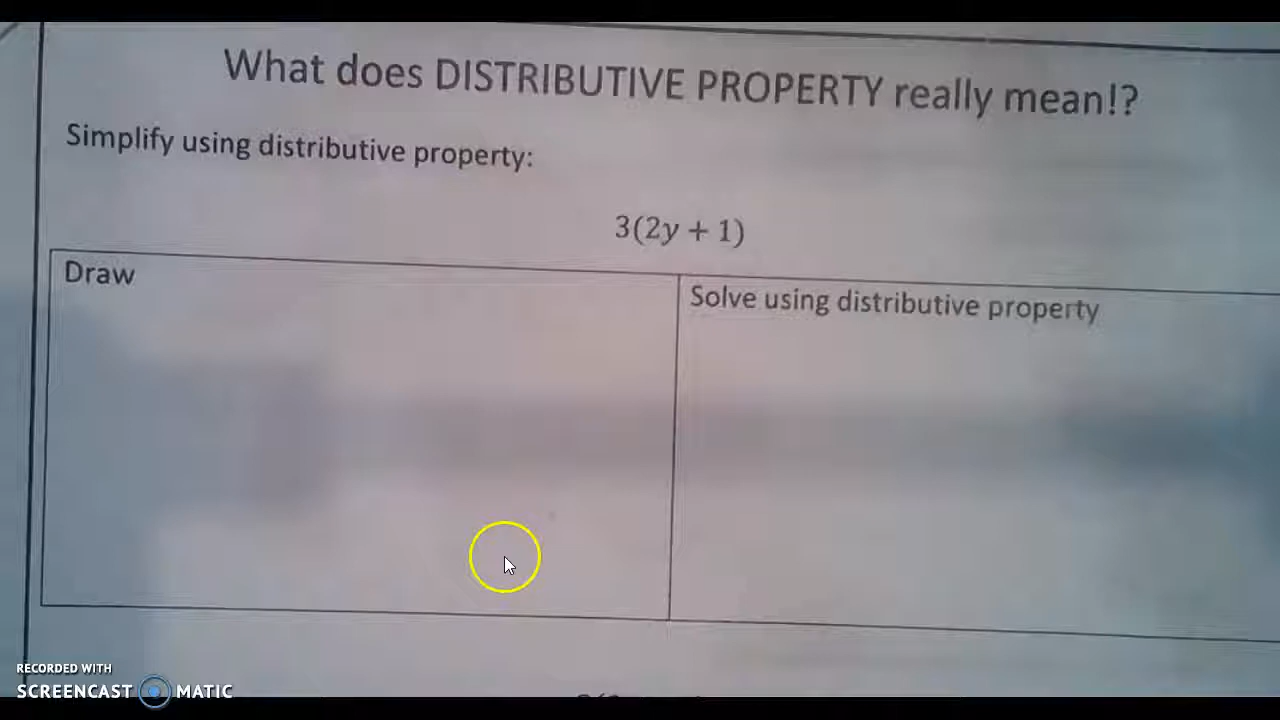 What does DISTRIBUTIVE PROPERTY really mean!?
Simplify using distributive property:
3(2y + 1)
Draw
Solve using distributive property
RECORDED WITH
SCREENCAST MATIC